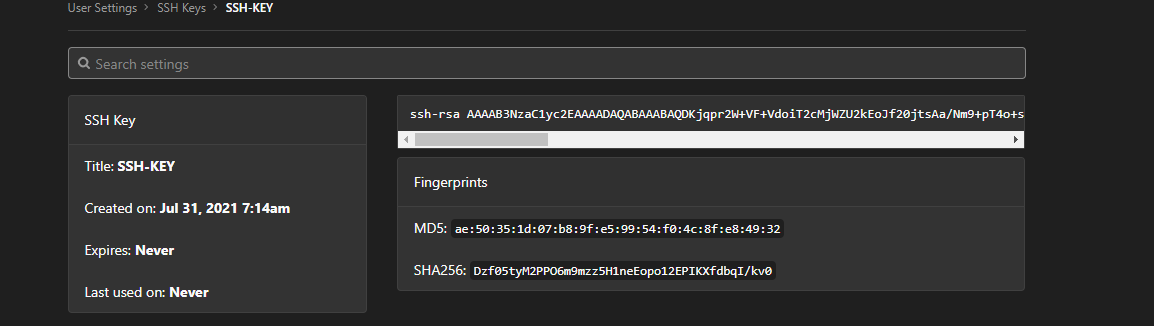 User Settings > SSH Keys > SSH-KEY
Search settings
SSH Key
Title: SSH-KEY
Created on: Jul 31, 2021 7:14am
Expires: Never
Last used on: Never
ssh-rsa AAAAB3NzaC1yc2EAAAADAQABAAABAQDKjqpr2W+VF+VdoiT2cMjWZU2kEoJf20jtsAa/Nm9+pT4o+s
Fingerprints
MD5: ae:50:35:1d:07:b8:9f:e5:99:54:f0:4c:8f:e8:49:32
SHA256: Dzf05tyM2PPO6m9mzz5H1neEopo12EPIKXfdbqI/kv0